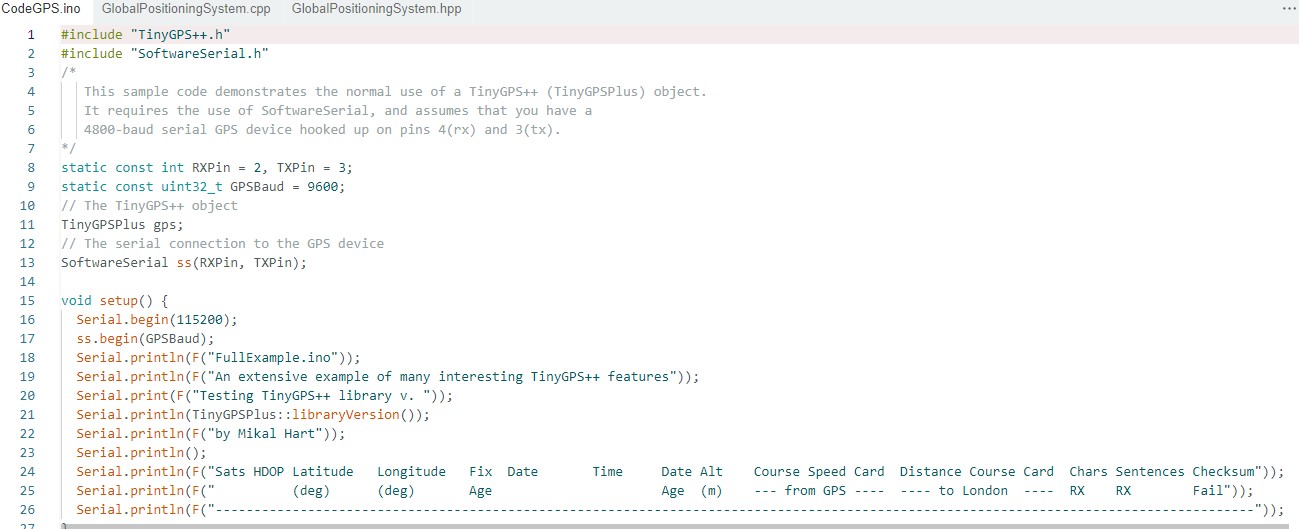 CodeGPS.ino GlobalPositioningSystem.cpp GlobalPositioningSystem.hpp ...
1 #include "TinyGPS++.h"
2 #include "SoftwareSerial.h"
3 /*
4 This sample code demonstrates the normal use of a TinyGPS++ (TinyGPSPlus) object.
5 It requires the use of SoftwareSerial, and assumes that you have a
6 4800-baud serial GPS device hooked up on pins 4(rx) and 3(tx).
7 */
8 static const int RXPin = 2, TXPin = 3;
9 static const uint32_t GPSBaud = 9600;
10 // The TinyGPS++ object
11 TinyGPSPlus gps;
12 // The serial connection to the GPS device
13 SoftwareSerial ss(RXPin, TXPin);
14
15 void setup() {
16 Serial.begin(115200);
17 ss.begin(GPSBaud);
18 Serial.println(F("FullExample.ino"));
19 Serial.println(F("An extensive example of many interesting TinyGPS++ features"));
20 Serial.print(F("Testing TinyGPS++ library v. "));
21 Serial.println(TinyGPSPlus::libraryVersion());
22 Serial.println(F("by Mikal Hart"));
23 Serial.println();
24 Serial.println(F("Sats HDOP Latitude   Longitude   Fix  Date       Time     Date Alt    Course Speed Card  Distance Course Card  Chars Sentences Checksum"));
25 Serial.println(F("          (deg)      (deg)       Age                      Age  (m)    --- from GPS ----  ---- to London  ----  RX    RX        Fail"));
26 Serial.println(F("---------------------------------------------------------------------------------------------------------------------------------------"));
27 }